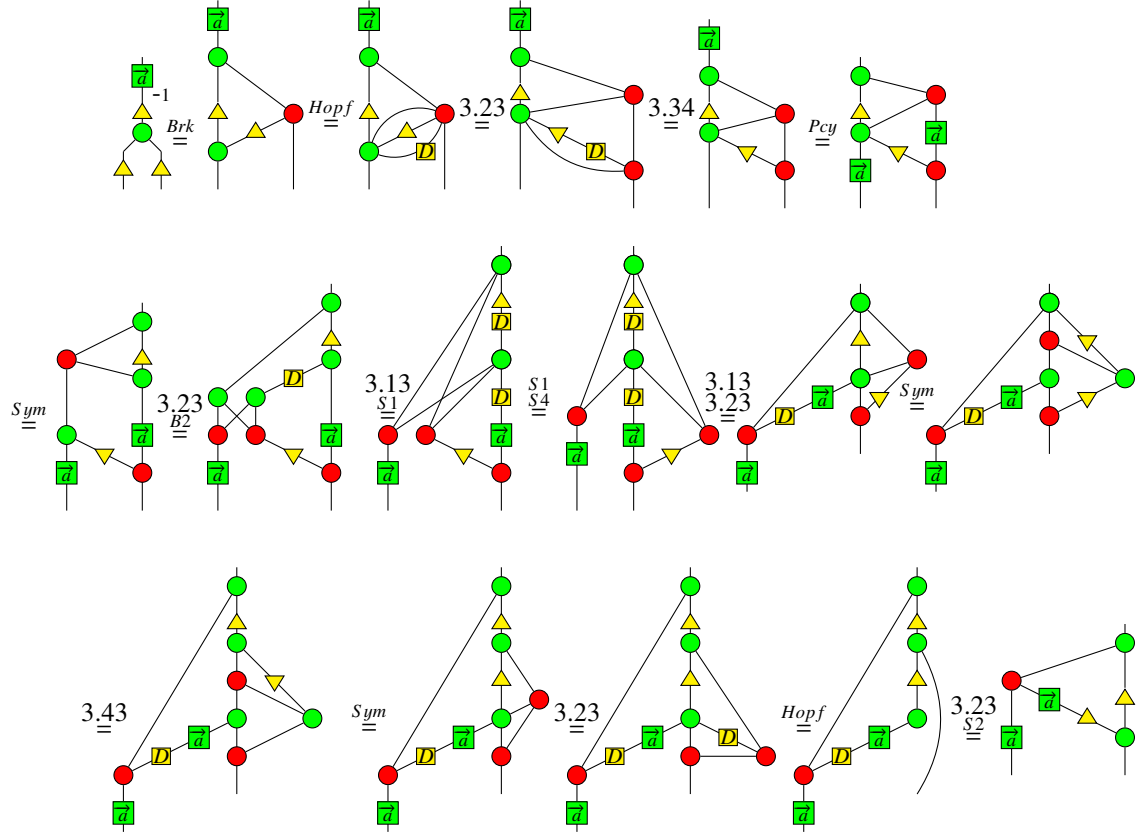 a⃗
-1
Brk
=
a⃗
Hopf
=
a⃗
D
3.23
=
a⃗
D
3.34
=
a⃗
Pcy
=
a⃗
a⃗
Sym
=
a⃗
a⃗
3.23
B2
=
D
a⃗
a⃗
3.13
S1
=
D
D
a⃗
a⃗
S1
S4
=
D
D
a⃗
a⃗
3.13
3.23
=
a⃗
D
a⃗
Sym
=
a⃗
D
a⃗
3.43
=
a⃗
D
a⃗
Sym
=
a⃗
D
a⃗
3.23
=
a⃗
D
D
a⃗
Hopf
=
a⃗
D
a⃗
3.23
S2
=
a⃗
a⃗